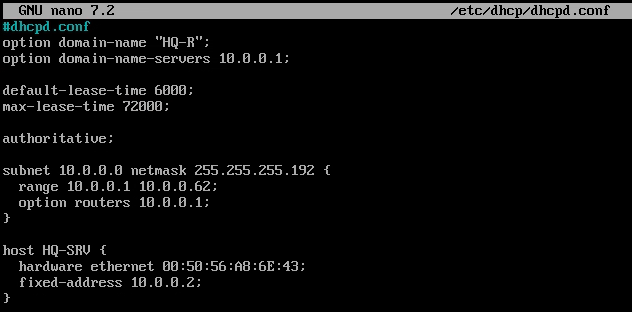 GNU nano 7.2 /etc/dhcp/dhcpd.conf
#dhcpd.conf
option domain-name "HQ-R";
option domain-name-servers 10.0.0.1;
default-lease-time 6000;
max-lease-time 72000;
authoritative;
subnet 10.0.0.0 netmask 255.255.255.192 {
range 10.0.0.1 10.0.0.62;
option routers 10.0.0.1;
}
host HQ-SRV {
hardware ethernet 00:50:56:A8:6E:43;
fixed-address 10.0.0.2;
}